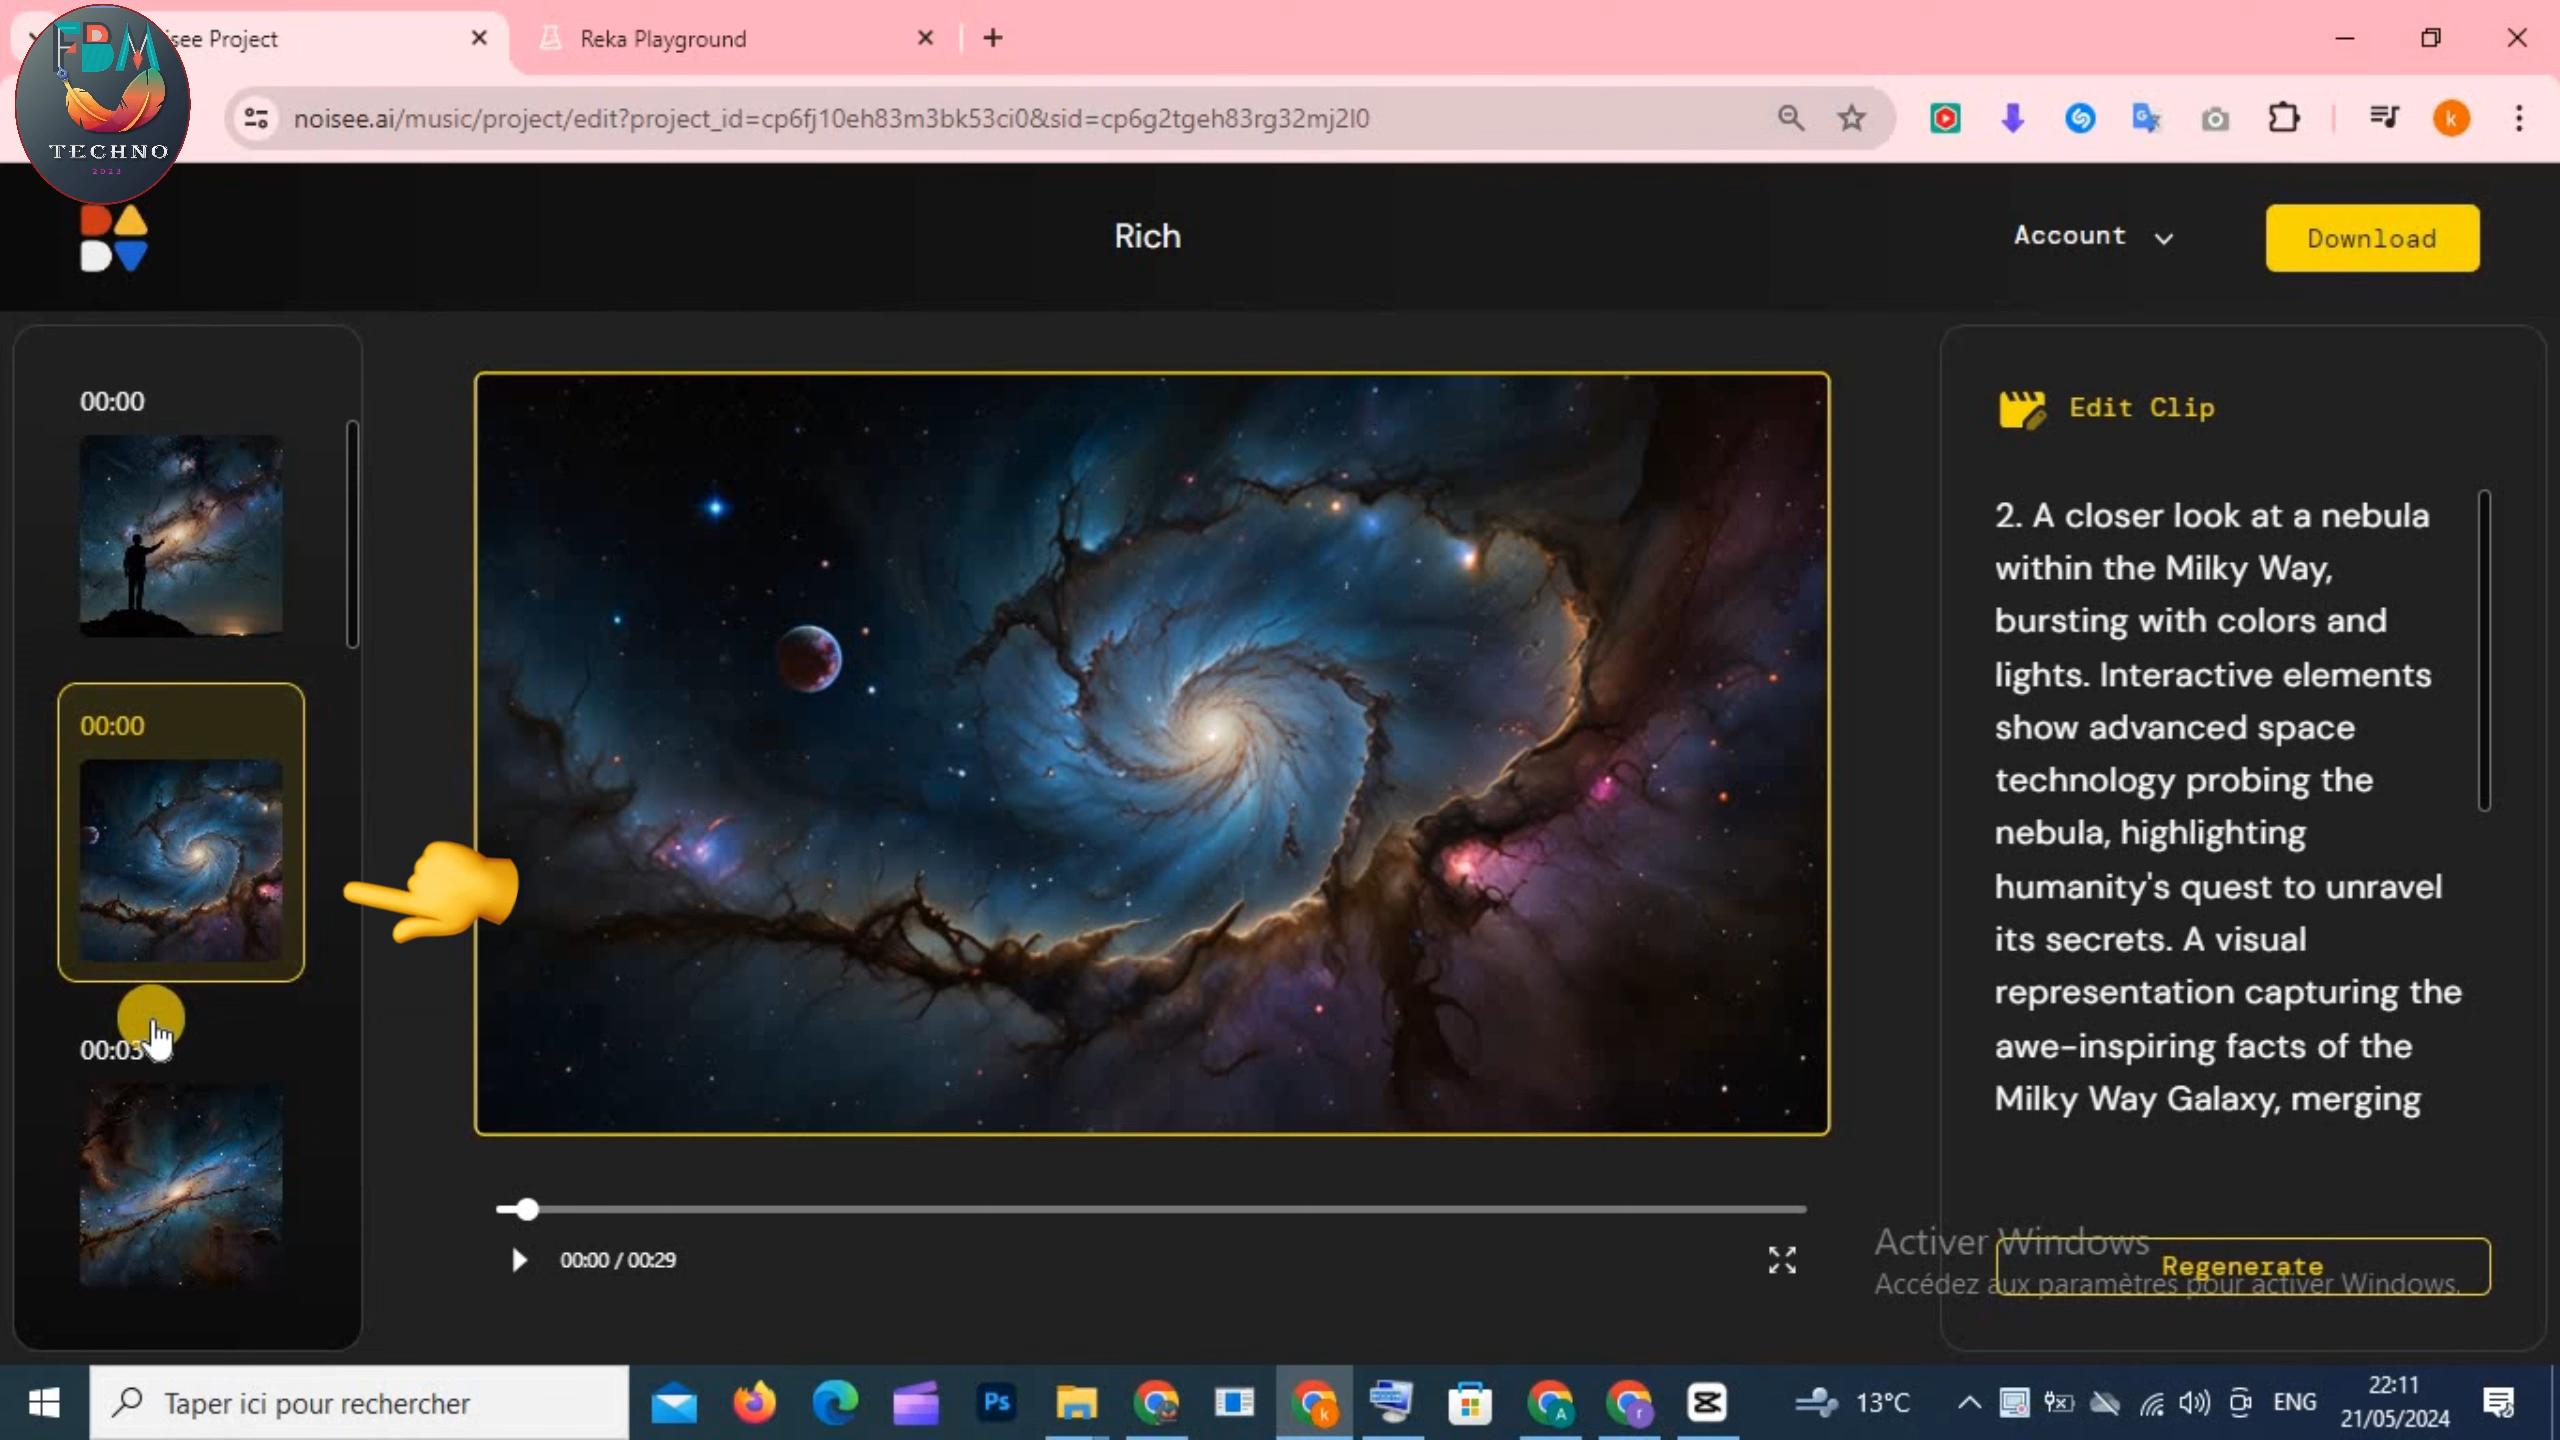 FBM
TECHNO
2023
isee Project
Reka Playground
noisee.ai/music/project/edit?project_id=cp6fj10eh83m3bk53ci0&sid=cp6g2tgeh83rg32mj2l0
k
Rich
Account
Download
00:00
00:00
00:03
00:00 / 00:29
Edit Clip
2. A closer look at a nebula
within the Milky Way,
bursting with colors and
lights. Interactive elements
show advanced space
technology probing the
nebula, highlighting
humanity's quest to unravel
its secrets. A visual
representation capturing the
awe-inspiring facts of the
Milky Way Galaxy, merging
Regenerate
Activer Windows
Accédez aux paramètres pour activer Windows.
Taper ici pour rechercher
Ps
k
A
r
13°C
ENG
22:11
21/05/2024